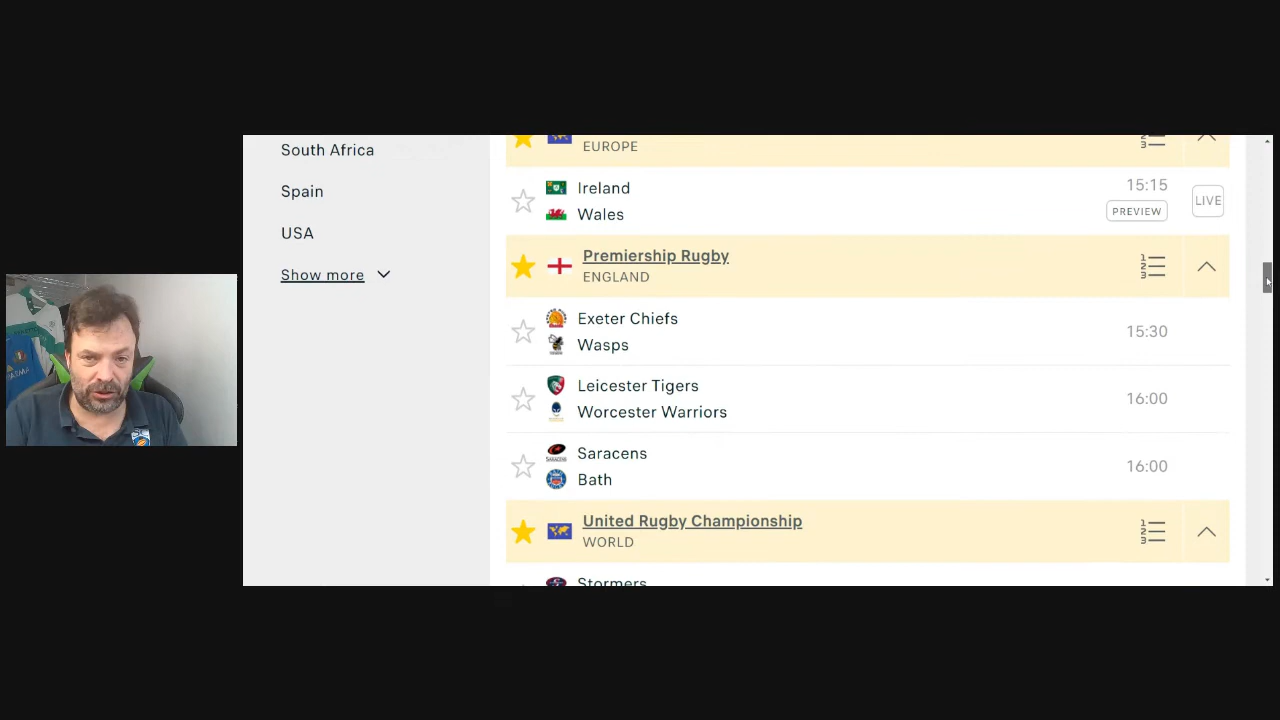 South Africa
Spain
USA
Show more
EUROPE
Ireland
Wales
15:15
PREVIEW
LIVE
Premiership Rugby
ENGLAND
Exeter Chiefs
Wasps
15:30
Leicester Tigers
Worcester Warriors
16:00
Saracens
Bath
16:00
United Rugby Championship
WORLD
Stormers